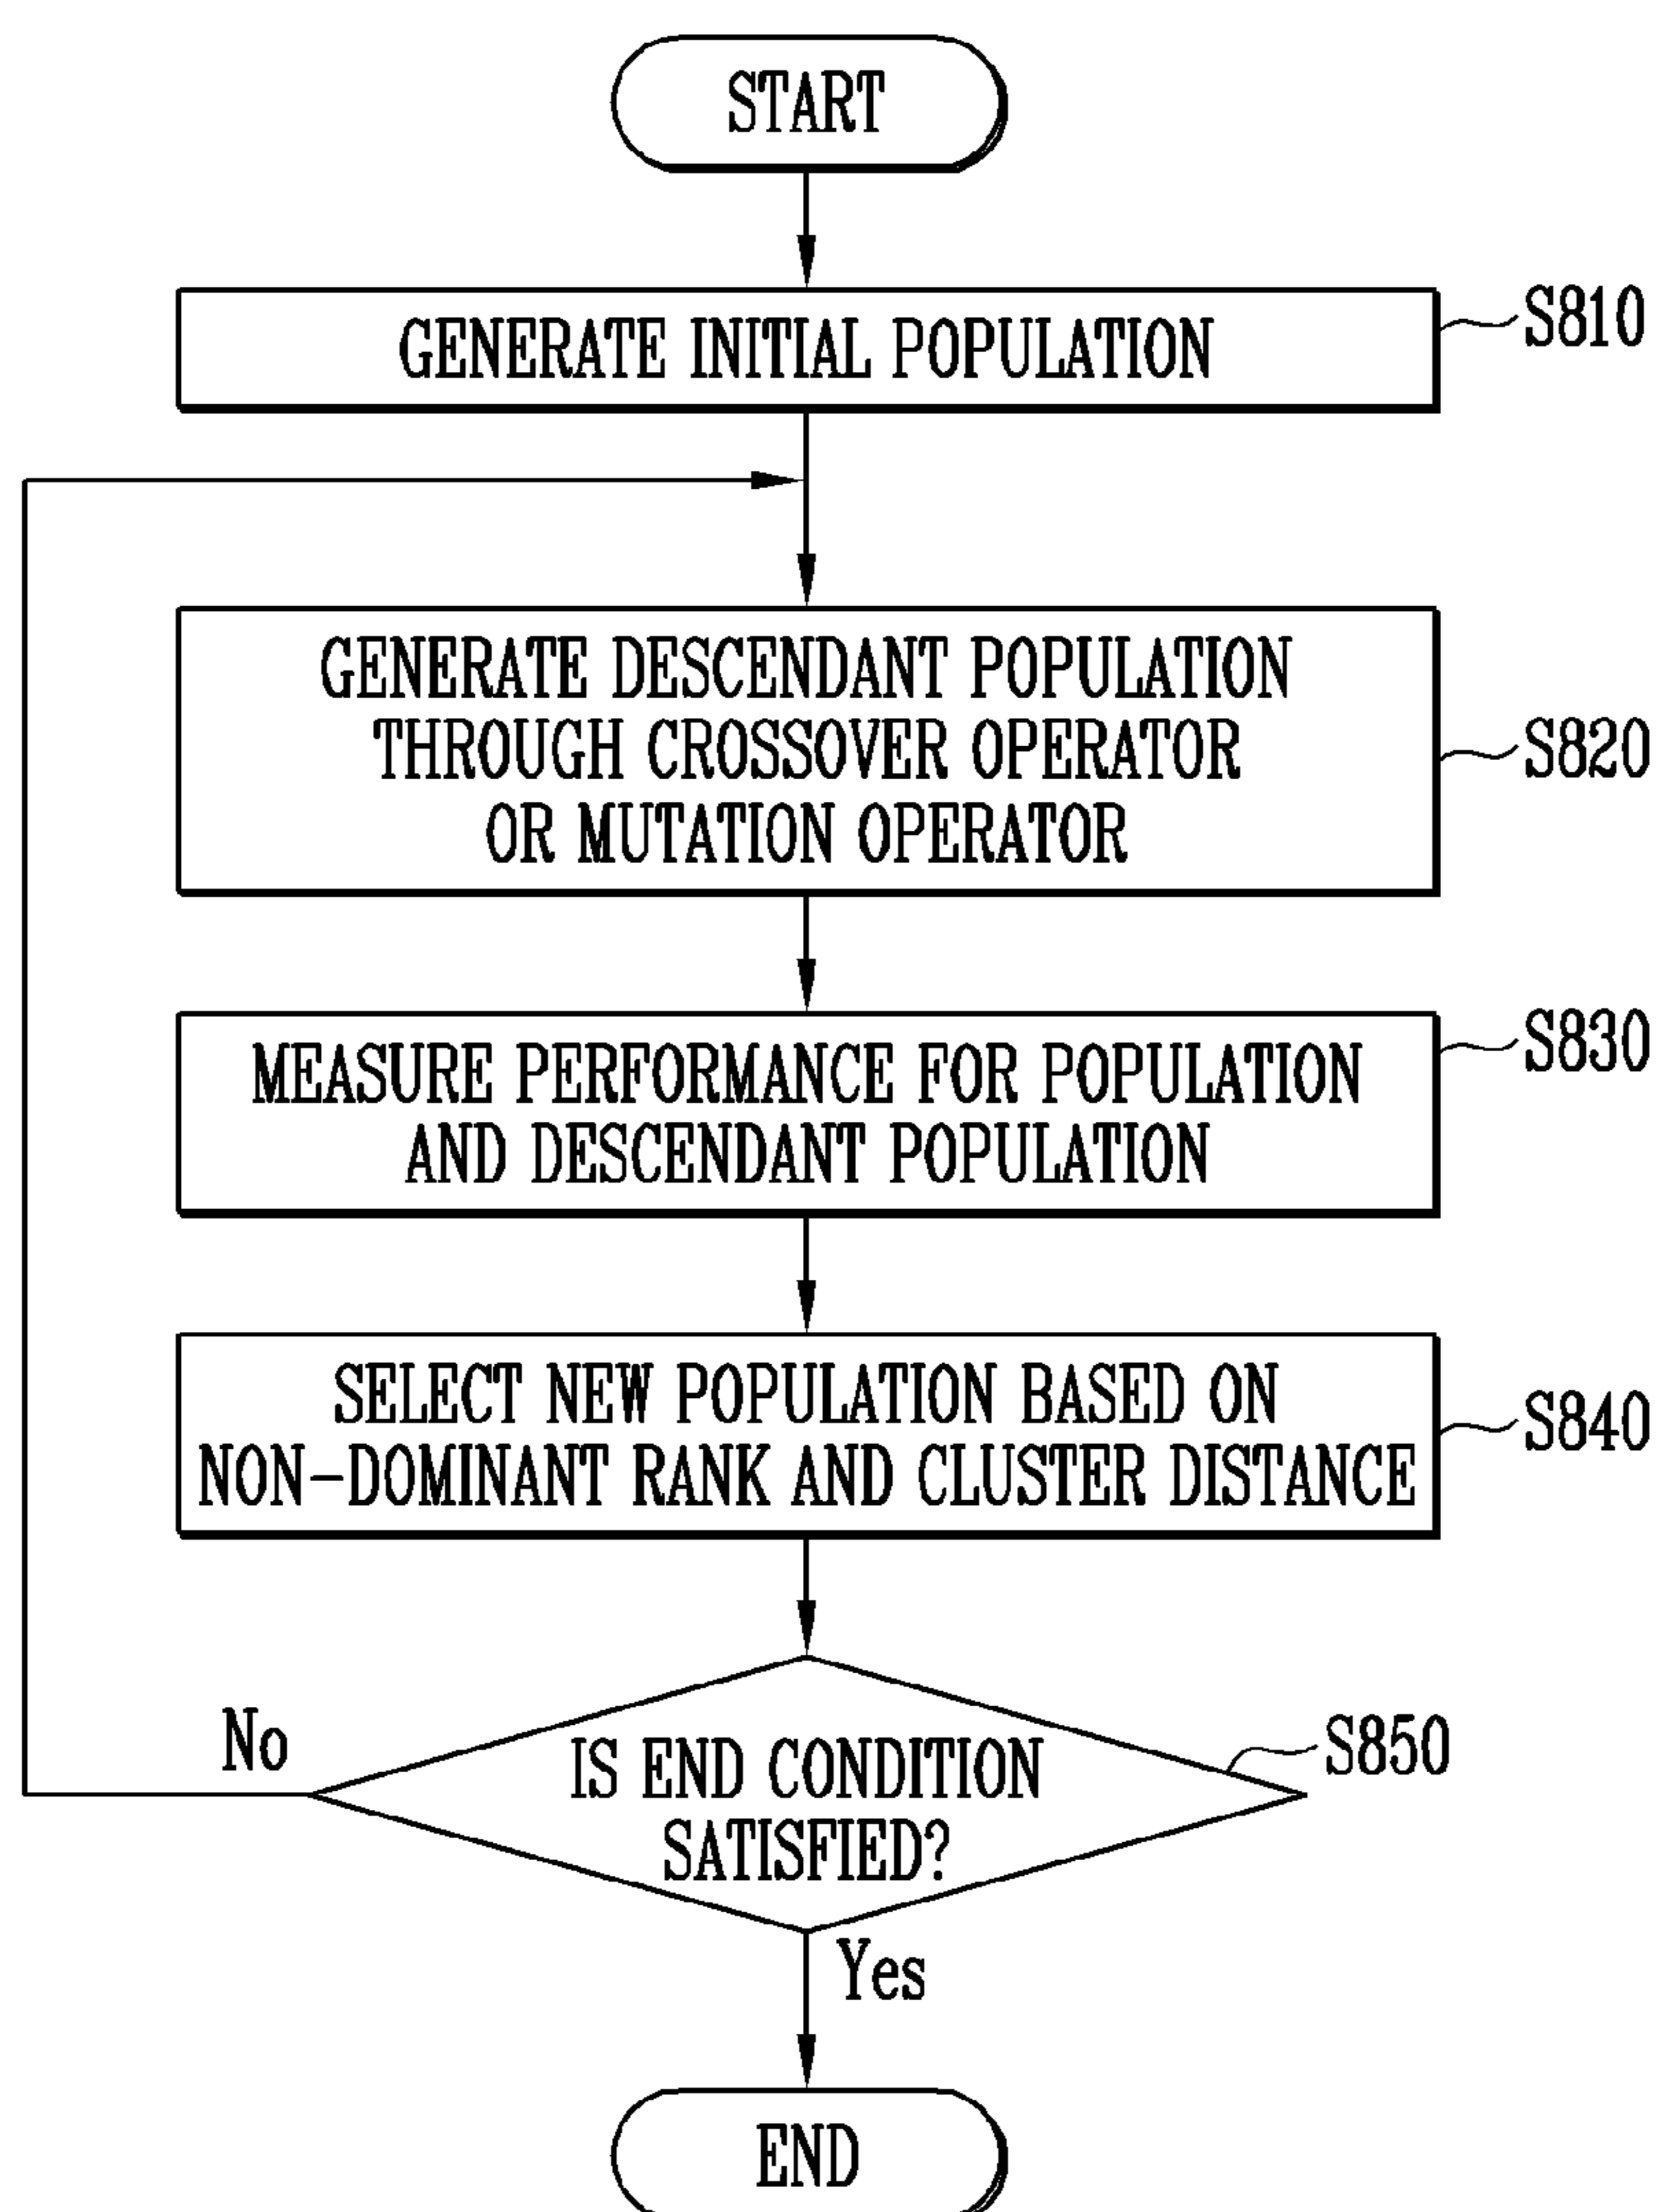 START
GENERATE INITIAL POPULATION
S810
GENERATE DESCENDANT POPULATION
THROUGH CROSSOVER OPERATOR
OR MUTATION OPERATOR
S820
MEASURE PERFORMANCE FOR POPULATION
AND DESCENDANT POPULATION
S830
SELECT NEW POPULATION BASED ON
NON-DOMINANT RANK AND CLUSTER DISTANCE
S840
IS END CONDITION
SATISFIED?
S850
No
Yes
END